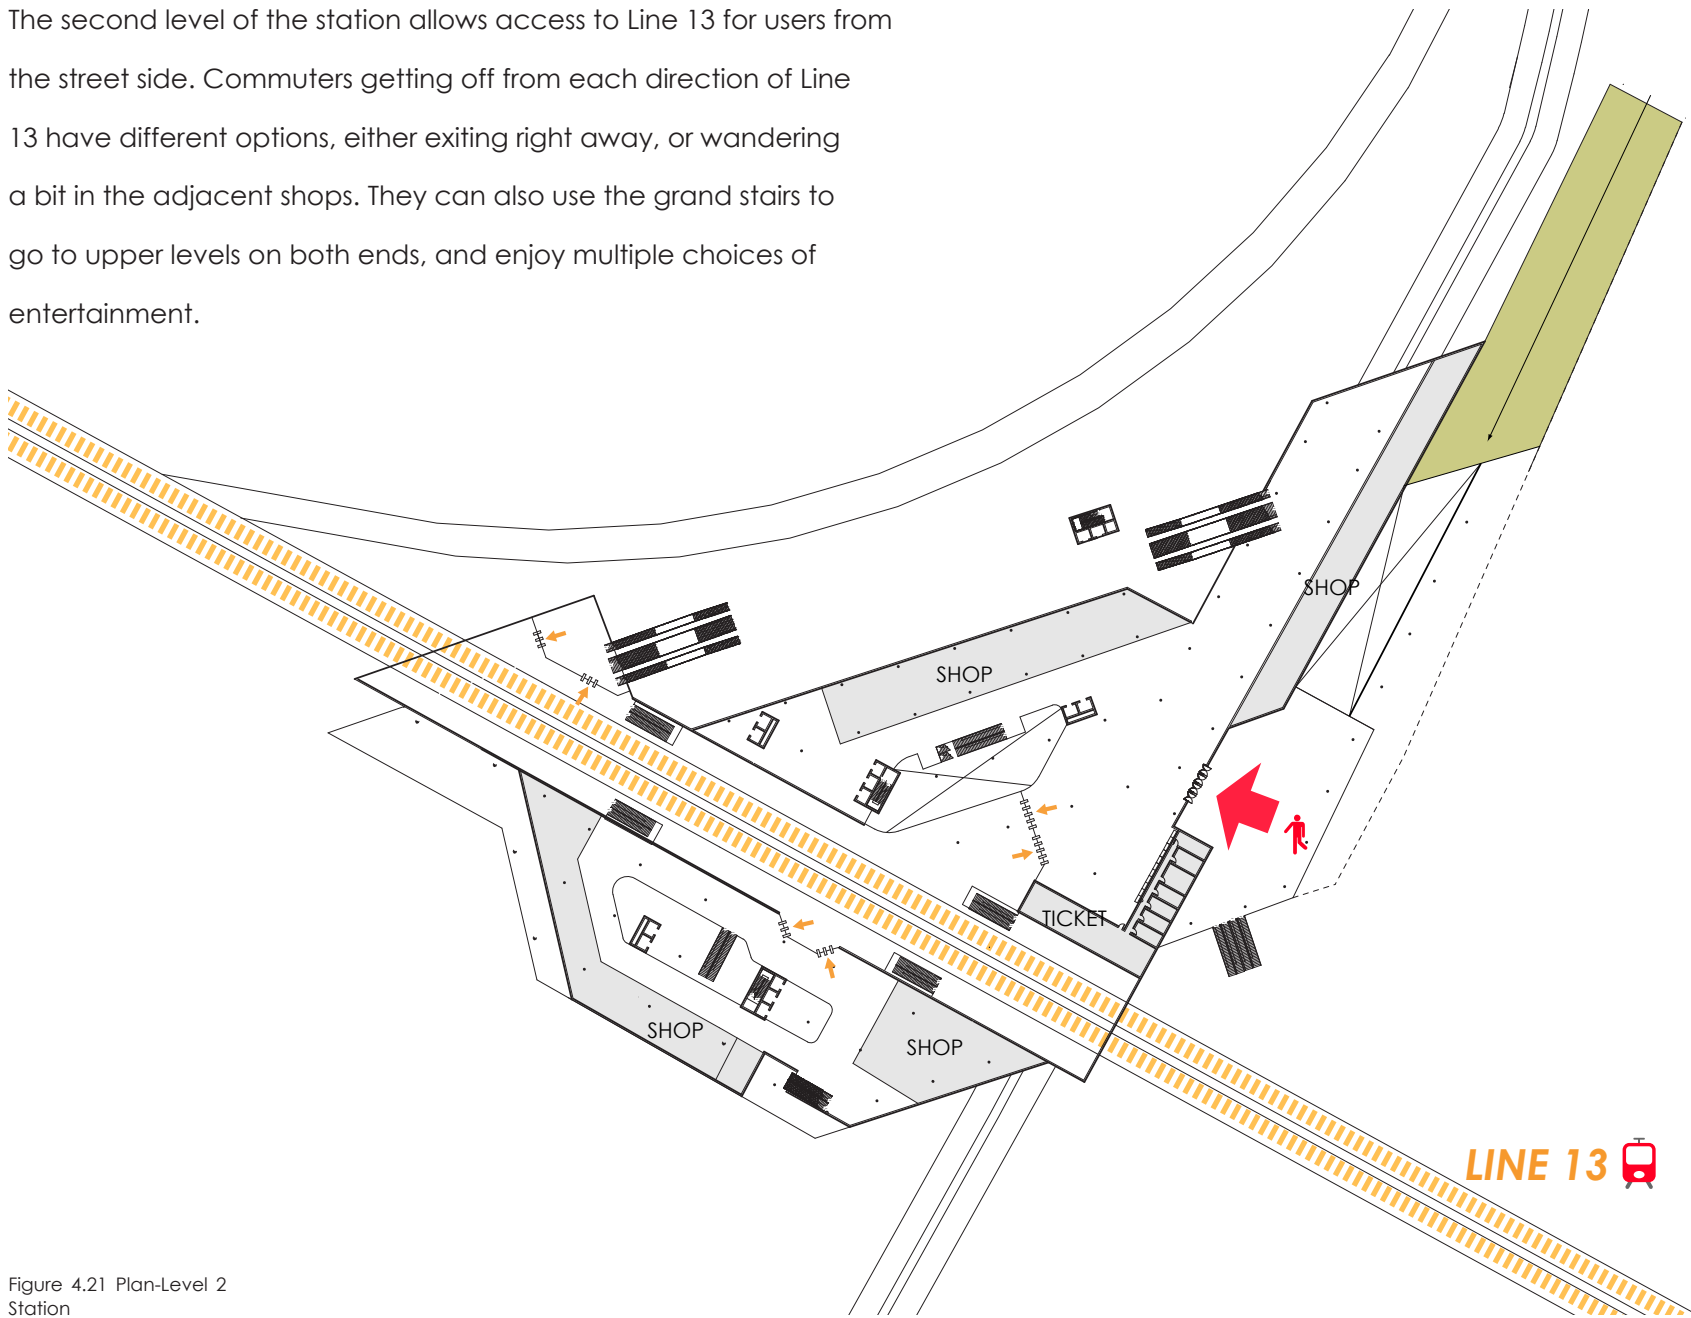 The second level of the station allows access to Line 13 for users from
the street side. Commuters getting off from each direction of Line
13 have different options, either exiting right away, or wandering
a bit in the adjacent shops. They can also use the grand stairs to
go to upper levels on both ends, and enjoy multiple choices of
entertainment.
SHOP
SHOP
TICKET
SHOP
SHOP
LINE 13
Figure 4.21 Plan-Level 2
Station